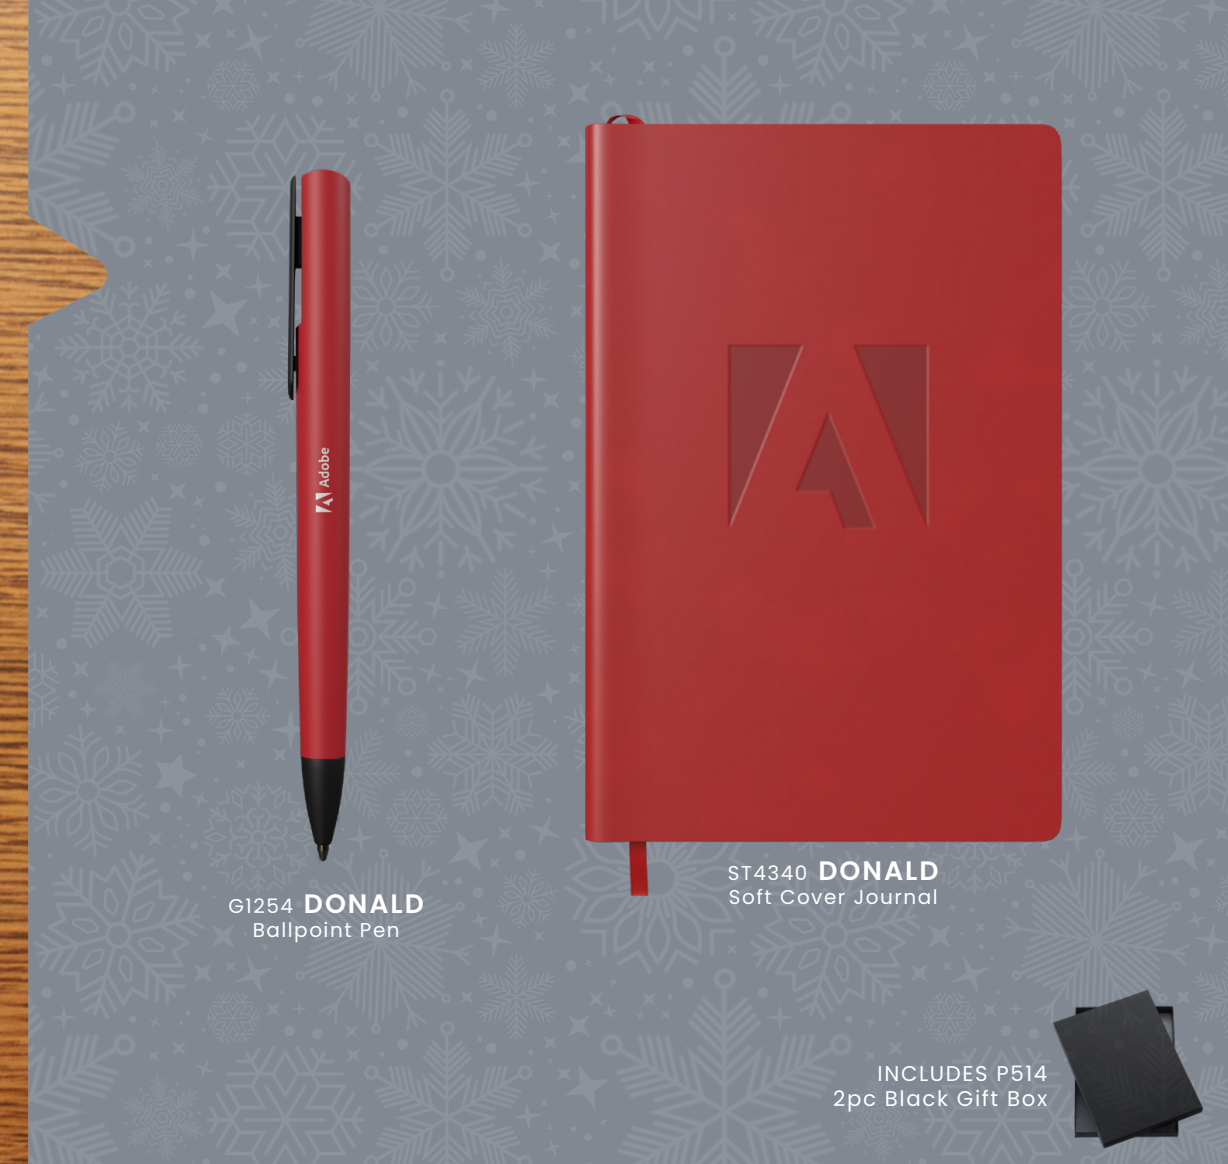 Adobe
G1254 DONALD
Ballpoint Pen
ST4340 DONALD
Soft Cover Journal
INCLUDES P514
2pc Black Gift Box